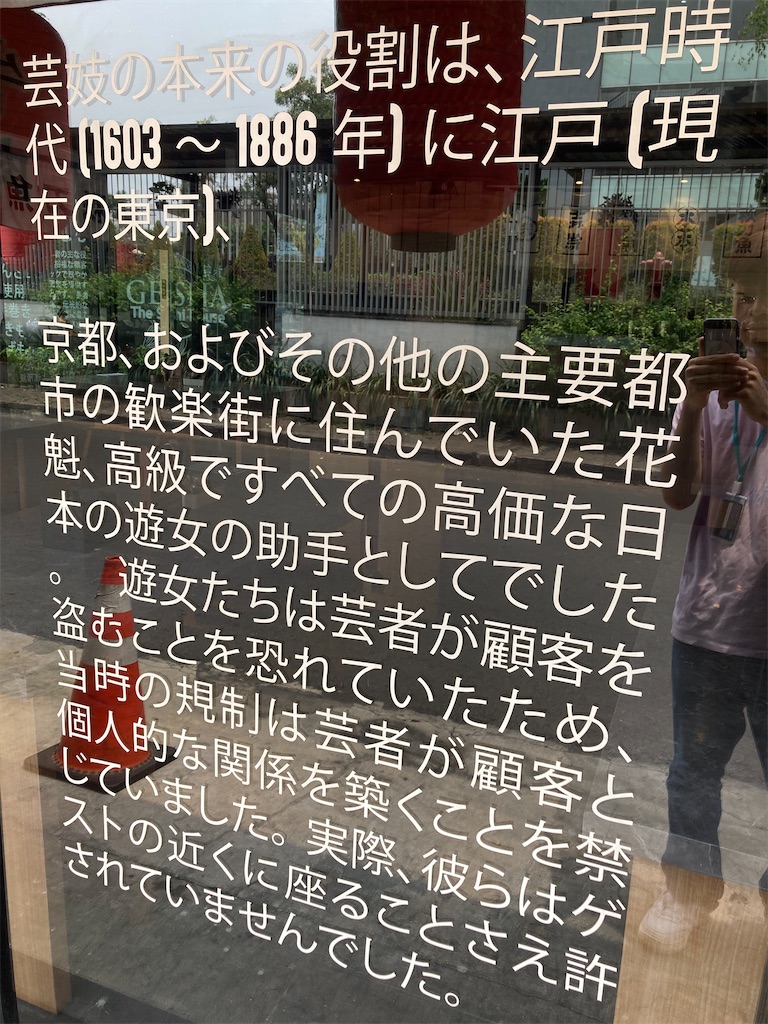 芸妓の本来の役割は、江戸時
代 (1603 〜 1886 年) に江戸 (現
在の東京)、
京都、およびその他の主要都
市の歓楽街に住んでいた花
魁、高級ですべての高価な日
本の遊女の助手としてでした
。 遊女たちは芸者が顧客を
盗むことを恐れていたため、
当時の規制は芸者が顧客と
個人的な関係を築くことを禁
じていました。実際、彼らはゲ
ストの近くに座ることさえ許
されていませんでした。
GEISHA